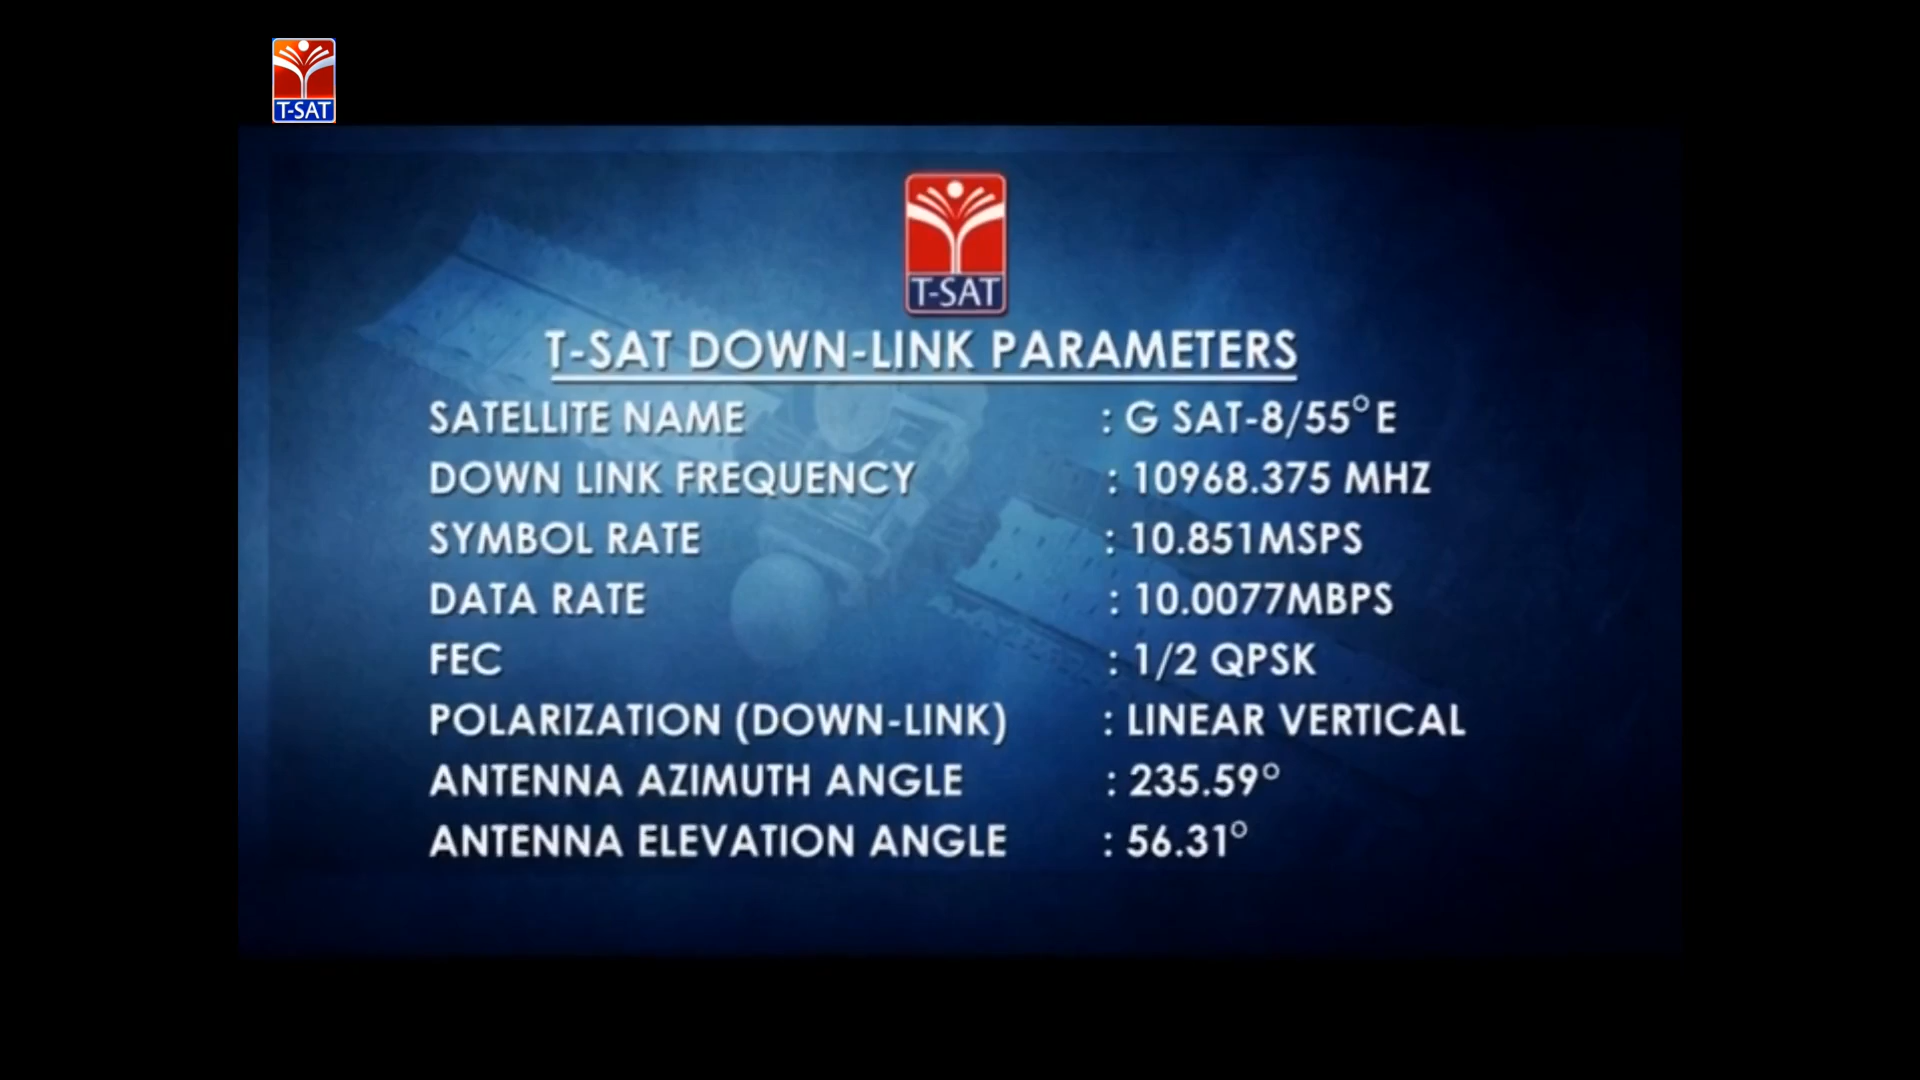 T-SAT
T-SAT
T-SAT DOWN-LINK PARAMETERS
SATELLITE NAME : G SAT-8/55° E
DOWN LINK FREQUENCY : 10968.375 MHZ
SYMBOL RATE : 10.851MSPS
DATA RATE : 10.0077MBPS
FEC : 1/2 QPSK
POLARIZATION (DOWN-LINK) : LINEAR VERTICAL
ANTENNA AZIMUTH ANGLE : 235.59°
ANTENNA ELEVATION ANGLE : 56.31°